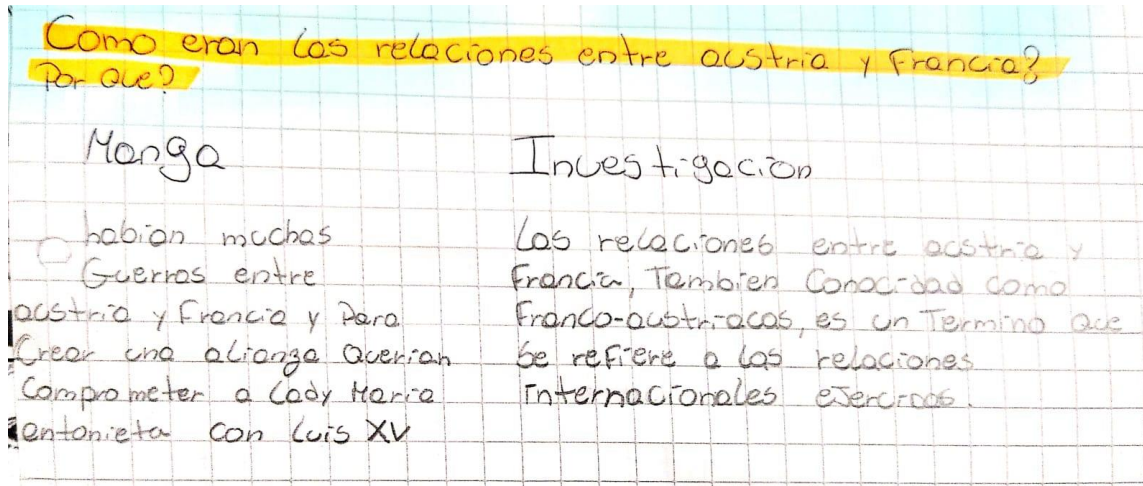 Como eran las relaciones entre austria y Francia?
Por que?
Manga
habian muchas
Guerras entre
austria y Francia y Para
Crear una alianza querian
Comprometer a Lady Maria
antonieta con Luis XV
Investigacion
Las relaciones entre austria y
Francia, Tambien Conocidad como
Franco-austriacas, es un Termino que
se refiere a las relaciones
internacionales ejercidas.